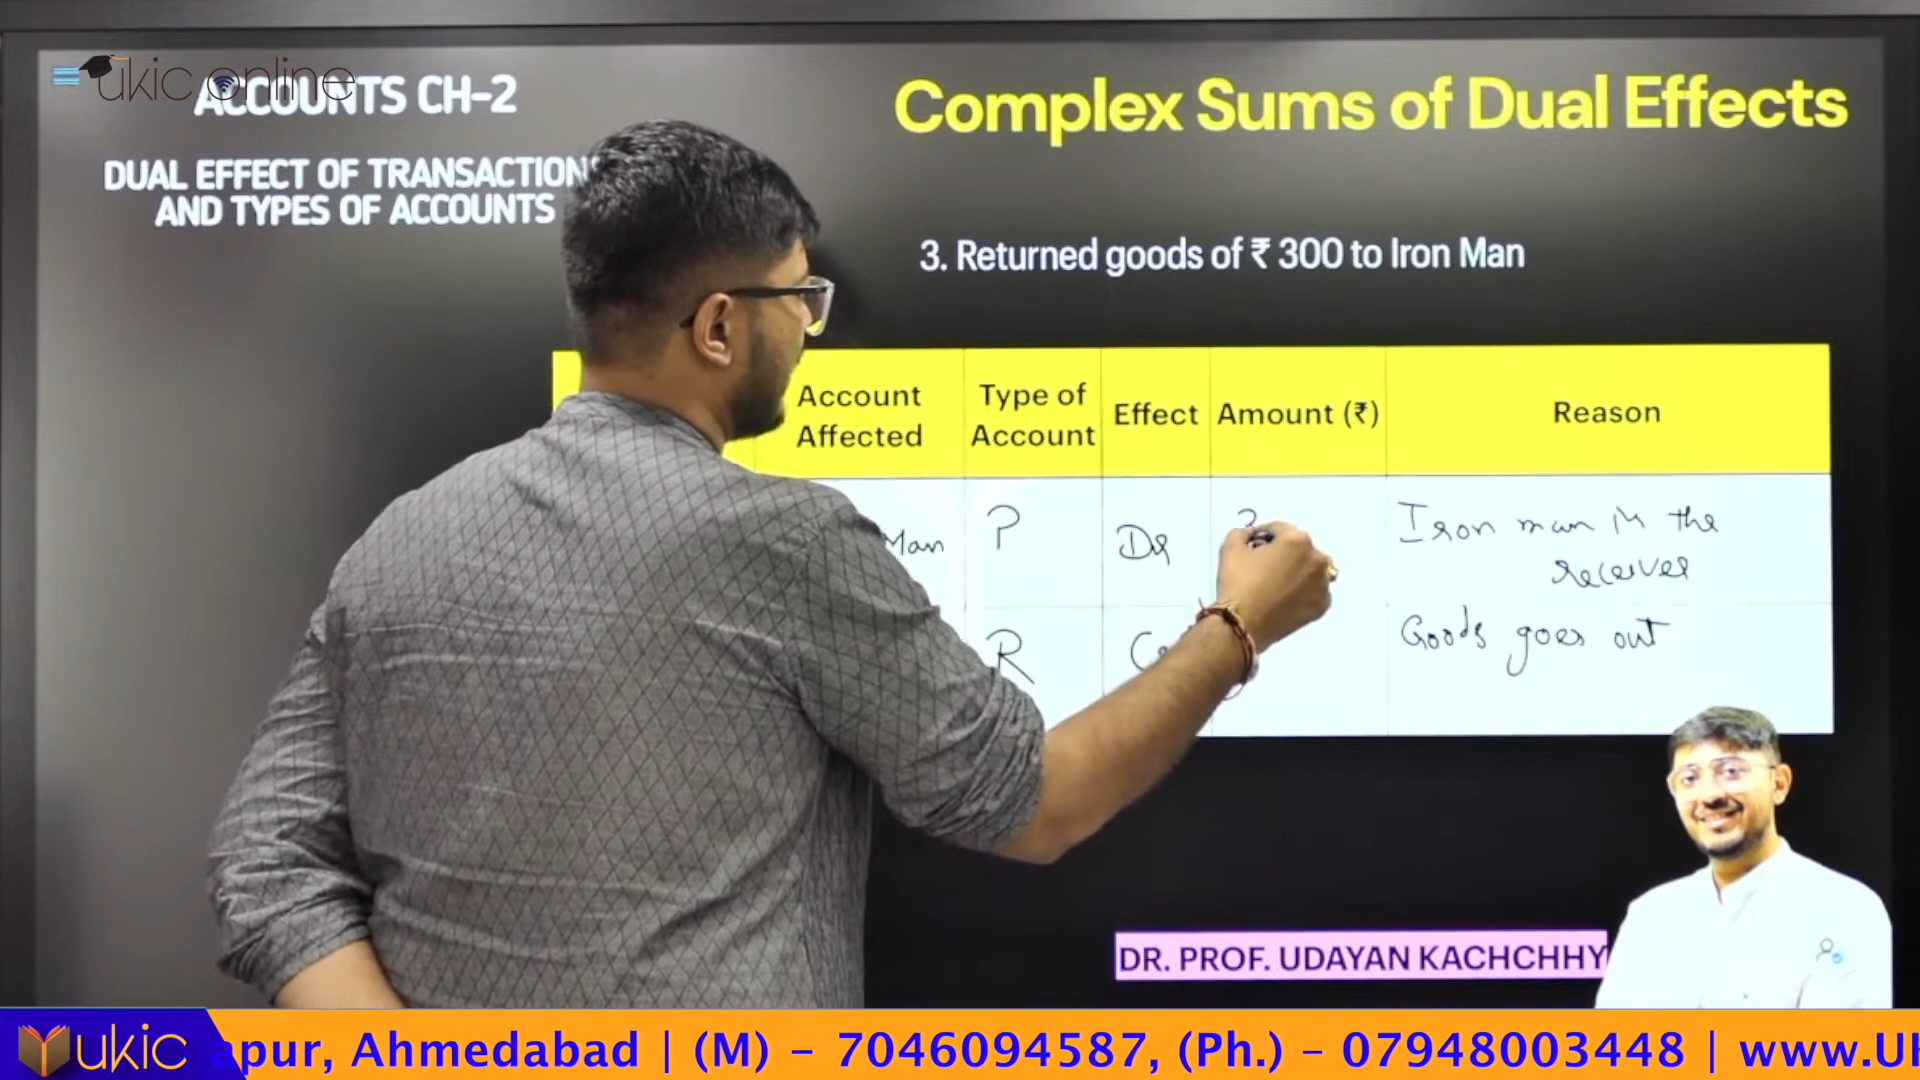 ukic online
ACCOUNTS CH-2
DUAL EFFECT OF TRANSACTION
AND TYPES OF ACCOUNTS
Complex Sums of Dual Effects
3. Returned goods of ₹ 300 to Iron Man
Account Affected
Type of Account
Effect
Amount (₹)
Reason
Man
P
Dr
Iron man is the
receiver
R
Goods goes out
DR. PROF. UDAYAN KACHCHHY
ukic
apur, Ahmedabad | (M) – 7046094587, (Ph.) – 07948003448 | www.U